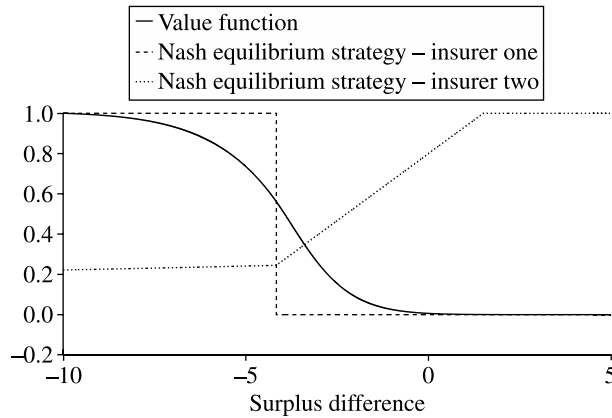 Value function
Nash equilibrium strategy – insurer one
Nash equilibrium strategy – insurer two
1.0
0.8
0.6
0.4
0.2
0.0
−0.2
−10 −5 0 5
Surplus difference